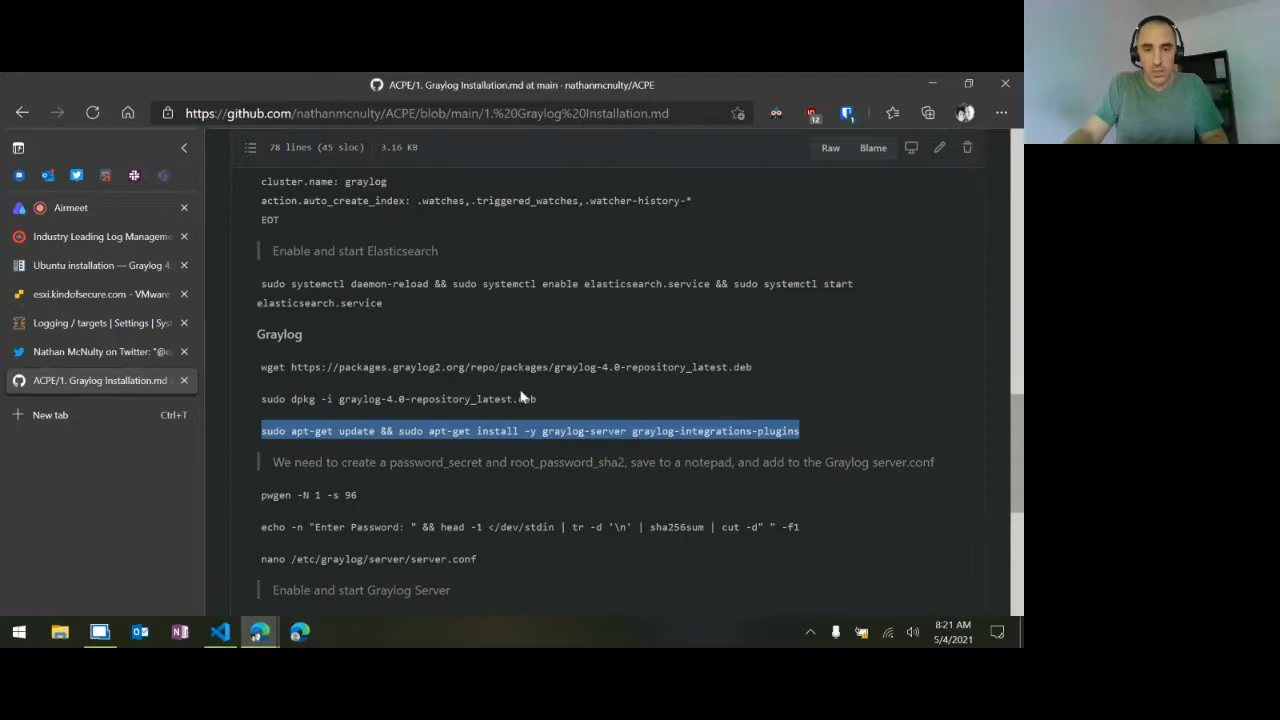 ACPE/1. Graylog Installation.md at main - nathanmcnulty/ACPE
https://github.com/nathanmcnulty/ACPE/blob/main/1.%20Graylog%20Installation.md
12
1
21
Airmeet
Industry Leading Log Manageme
Ubuntu installation — Graylog 4.
esxi.kindofsecure.com - VMware
Logging / targets | Settings | Syst
Nathan McNulty on Twitter: "@o
ACPE/1. Graylog Installation.md
New tab
Ctrl+T
78 lines (45 sloc)
3.16 KB
Raw
Blame
cluster.name: graylog
action.auto_create_index: .watches,.triggered_watches,.watcher-history-*
EOT
Enable and start Elasticsearch
sudo systemctl daemon-reload && sudo systemctl enable elasticsearch.service && sudo systemctl start
elasticsearch.service
Graylog
wget https://packages.graylog2.org/repo/packages/graylog-4.0-repository_latest.deb
sudo dpkg -i graylog-4.0-repository_latest.deb
sudo apt-get update && sudo apt-get install -y graylog-server graylog-integrations-plugins
We need to create a password_secret and root_password_sha2, save to a notepad, and add to the Graylog server.conf
pwgen -N 1 -s 96
echo -n "Enter Password: " && head -1 </dev/stdin | tr -d '\n' | sha256sum | cut -d" " -f1
nano /etc/graylog/server/server.conf
Enable and start Graylog Server
8:21 AM
5/4/2021